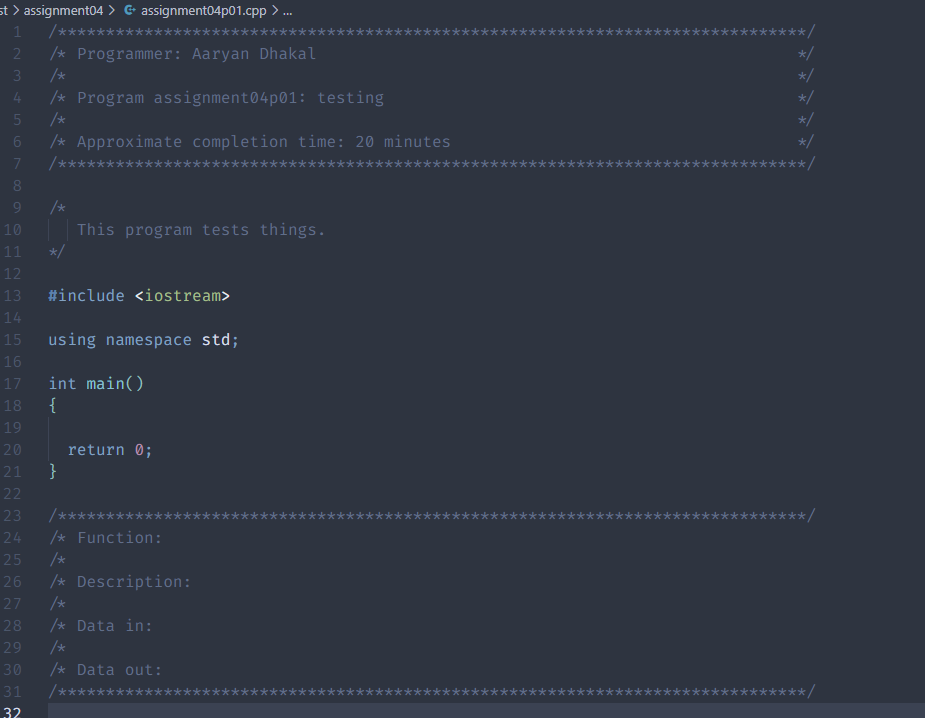 st > assignment04 > C++ assignment04p01.cpp > ...
1 /******************************************************************************/
2 /* Programmer: Aaryan Dhakal */
3 /* */
4 /* Program assignment04p01: testing */
5 /* */
6 /* Approximate completion time: 20 minutes */
7 /******************************************************************************/
8
9 /*
10 This program tests things.
11 */
12
13 #include <iostream>
14
15 using namespace std;
16
17 int main()
18 {
19
20 return 0;
21 }
22
23 /******************************************************************************/
24 /* Function:
25 /*
26 /* Description:
27 /*
28 /* Data in:
29 /*
30 /* Data out:
31 /******************************************************************************/
32